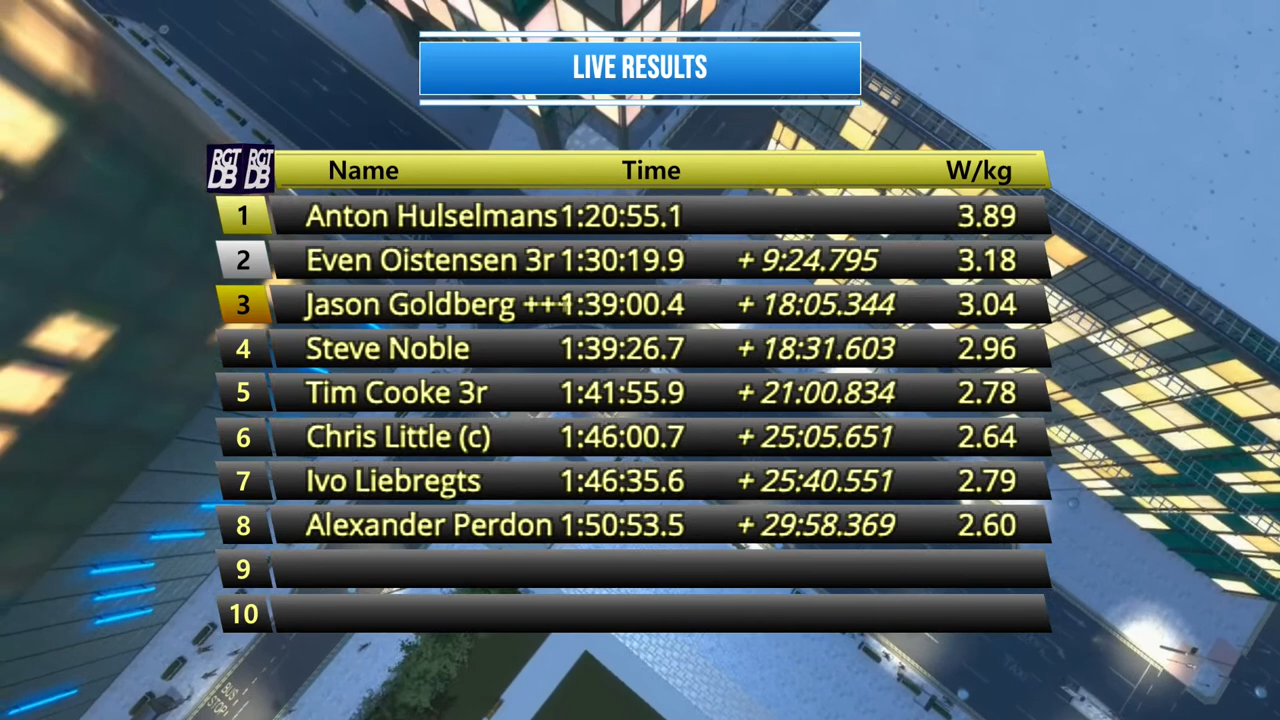 LIVE RESULTS
RGT DB RGT DB Name Time W/kg
1 Anton Hulselmans 1:20:55.1 3.89
2 Even Oistensen 3r 1:30:19.9 + 9:24.795 3.18
3 Jason Goldberg +++1:39:00.4 + 18:05.344 3.04
4 Steve Noble 1:39:26.7 + 18:31.603 2.96
5 Tim Cooke 3r 1:41:55.9 + 21:00.834 2.78
6 Chris Little (c) 1:46:00.7 + 25:05.651 2.64
7 Ivo Liebregts 1:46:35.6 + 25:40.551 2.79
8 Alexander Perdon 1:50:53.5 + 29:58.369 2.60
9
10
BUS STOP